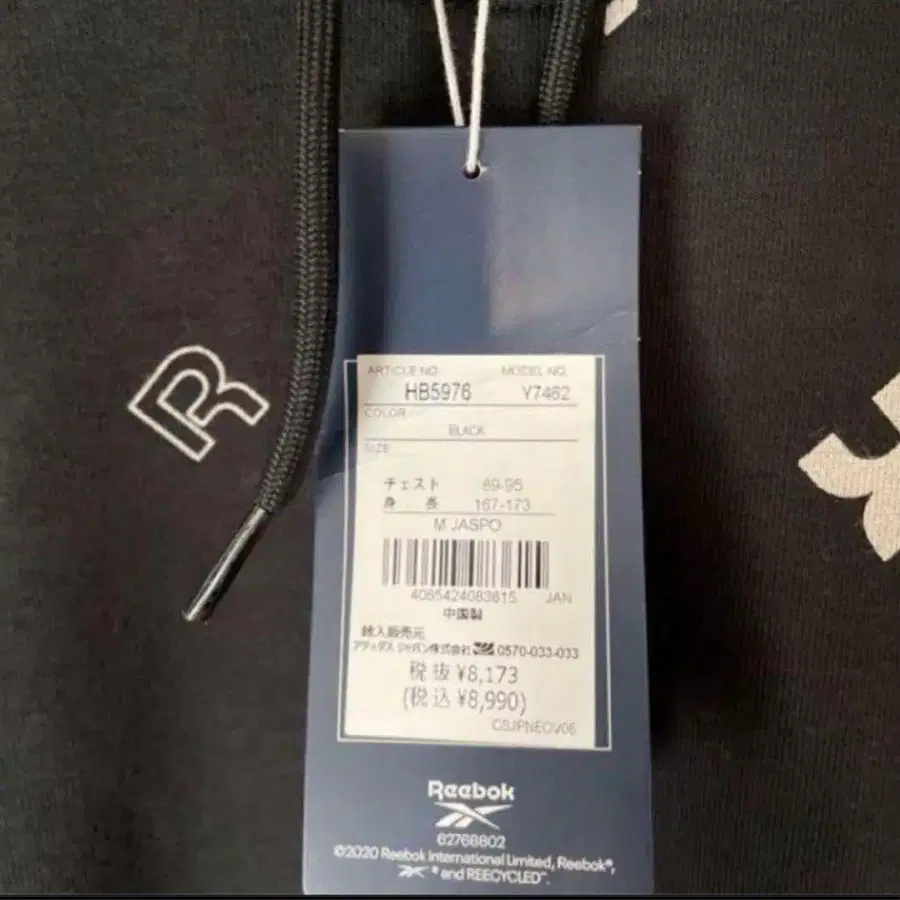 R
ARTICLE NO. MODEL NO.
HB5976 Y7462
COLOR
BLACK
SIZE
チェスト 89-95
身 長 167-173
M JASPO
4065424083615 JAN
中国製
輸入販売元
アディダス ジャパン株式会社 0570-033-033
税 抜 ¥8,173
(税 込 ¥8,990)
CSJPNEOV06
Reebok
62766802
©2020 Reebok International Limited, Reebok®,
® and REECYCLED™.